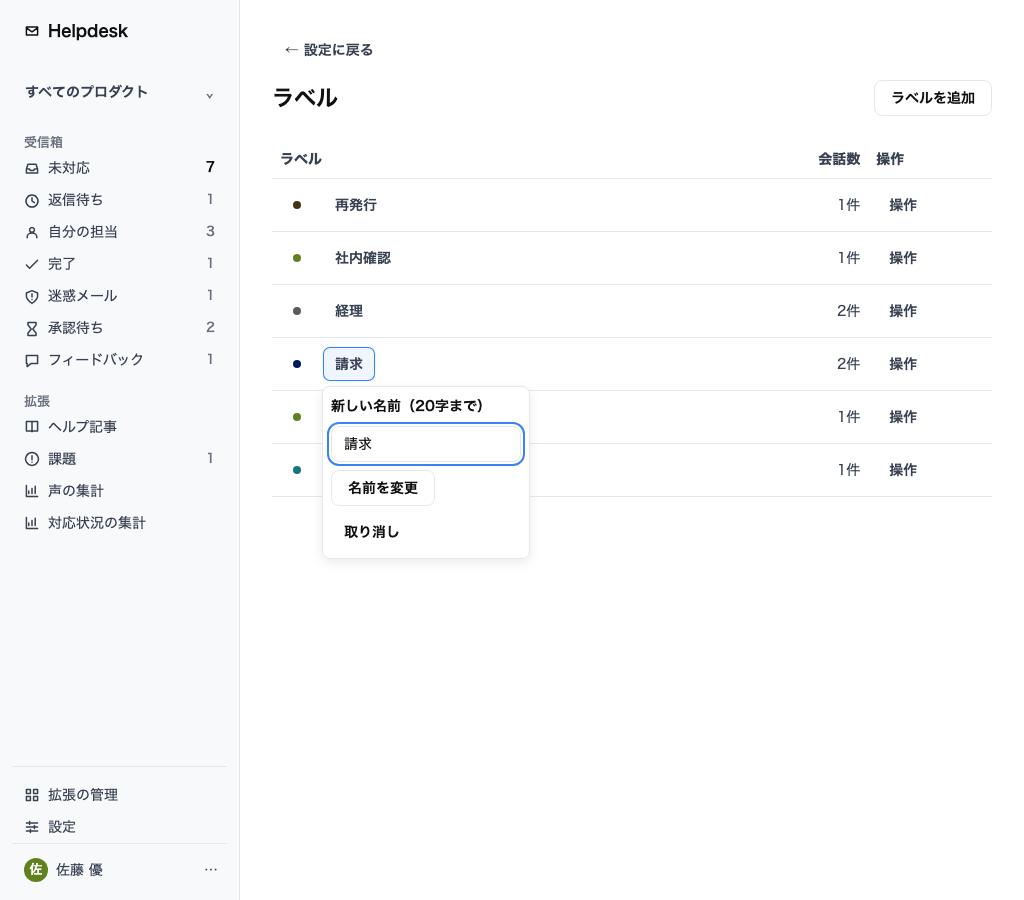 Helpdesk
すべてのプロダクト
受信箱
未対応 7
返信待ち 1
自分の担当 3
完了 1
迷惑メール 1
承認待ち 2
フィードバック 1
拡張
ヘルプ記事
課題 1
声の集計
対応状況の集計
拡張の管理
設定
佐 佐藤 優 …
← 設定に戻る
ラベル
ラベルを追加
ラベル 会話数 操作
再発行 1件 操作
社内確認 1件 操作
経理 2件 操作
請求 2件 操作
1件 操作
1件 操作
新しい名前（20字まで）
請求
名前を変更
取り消し